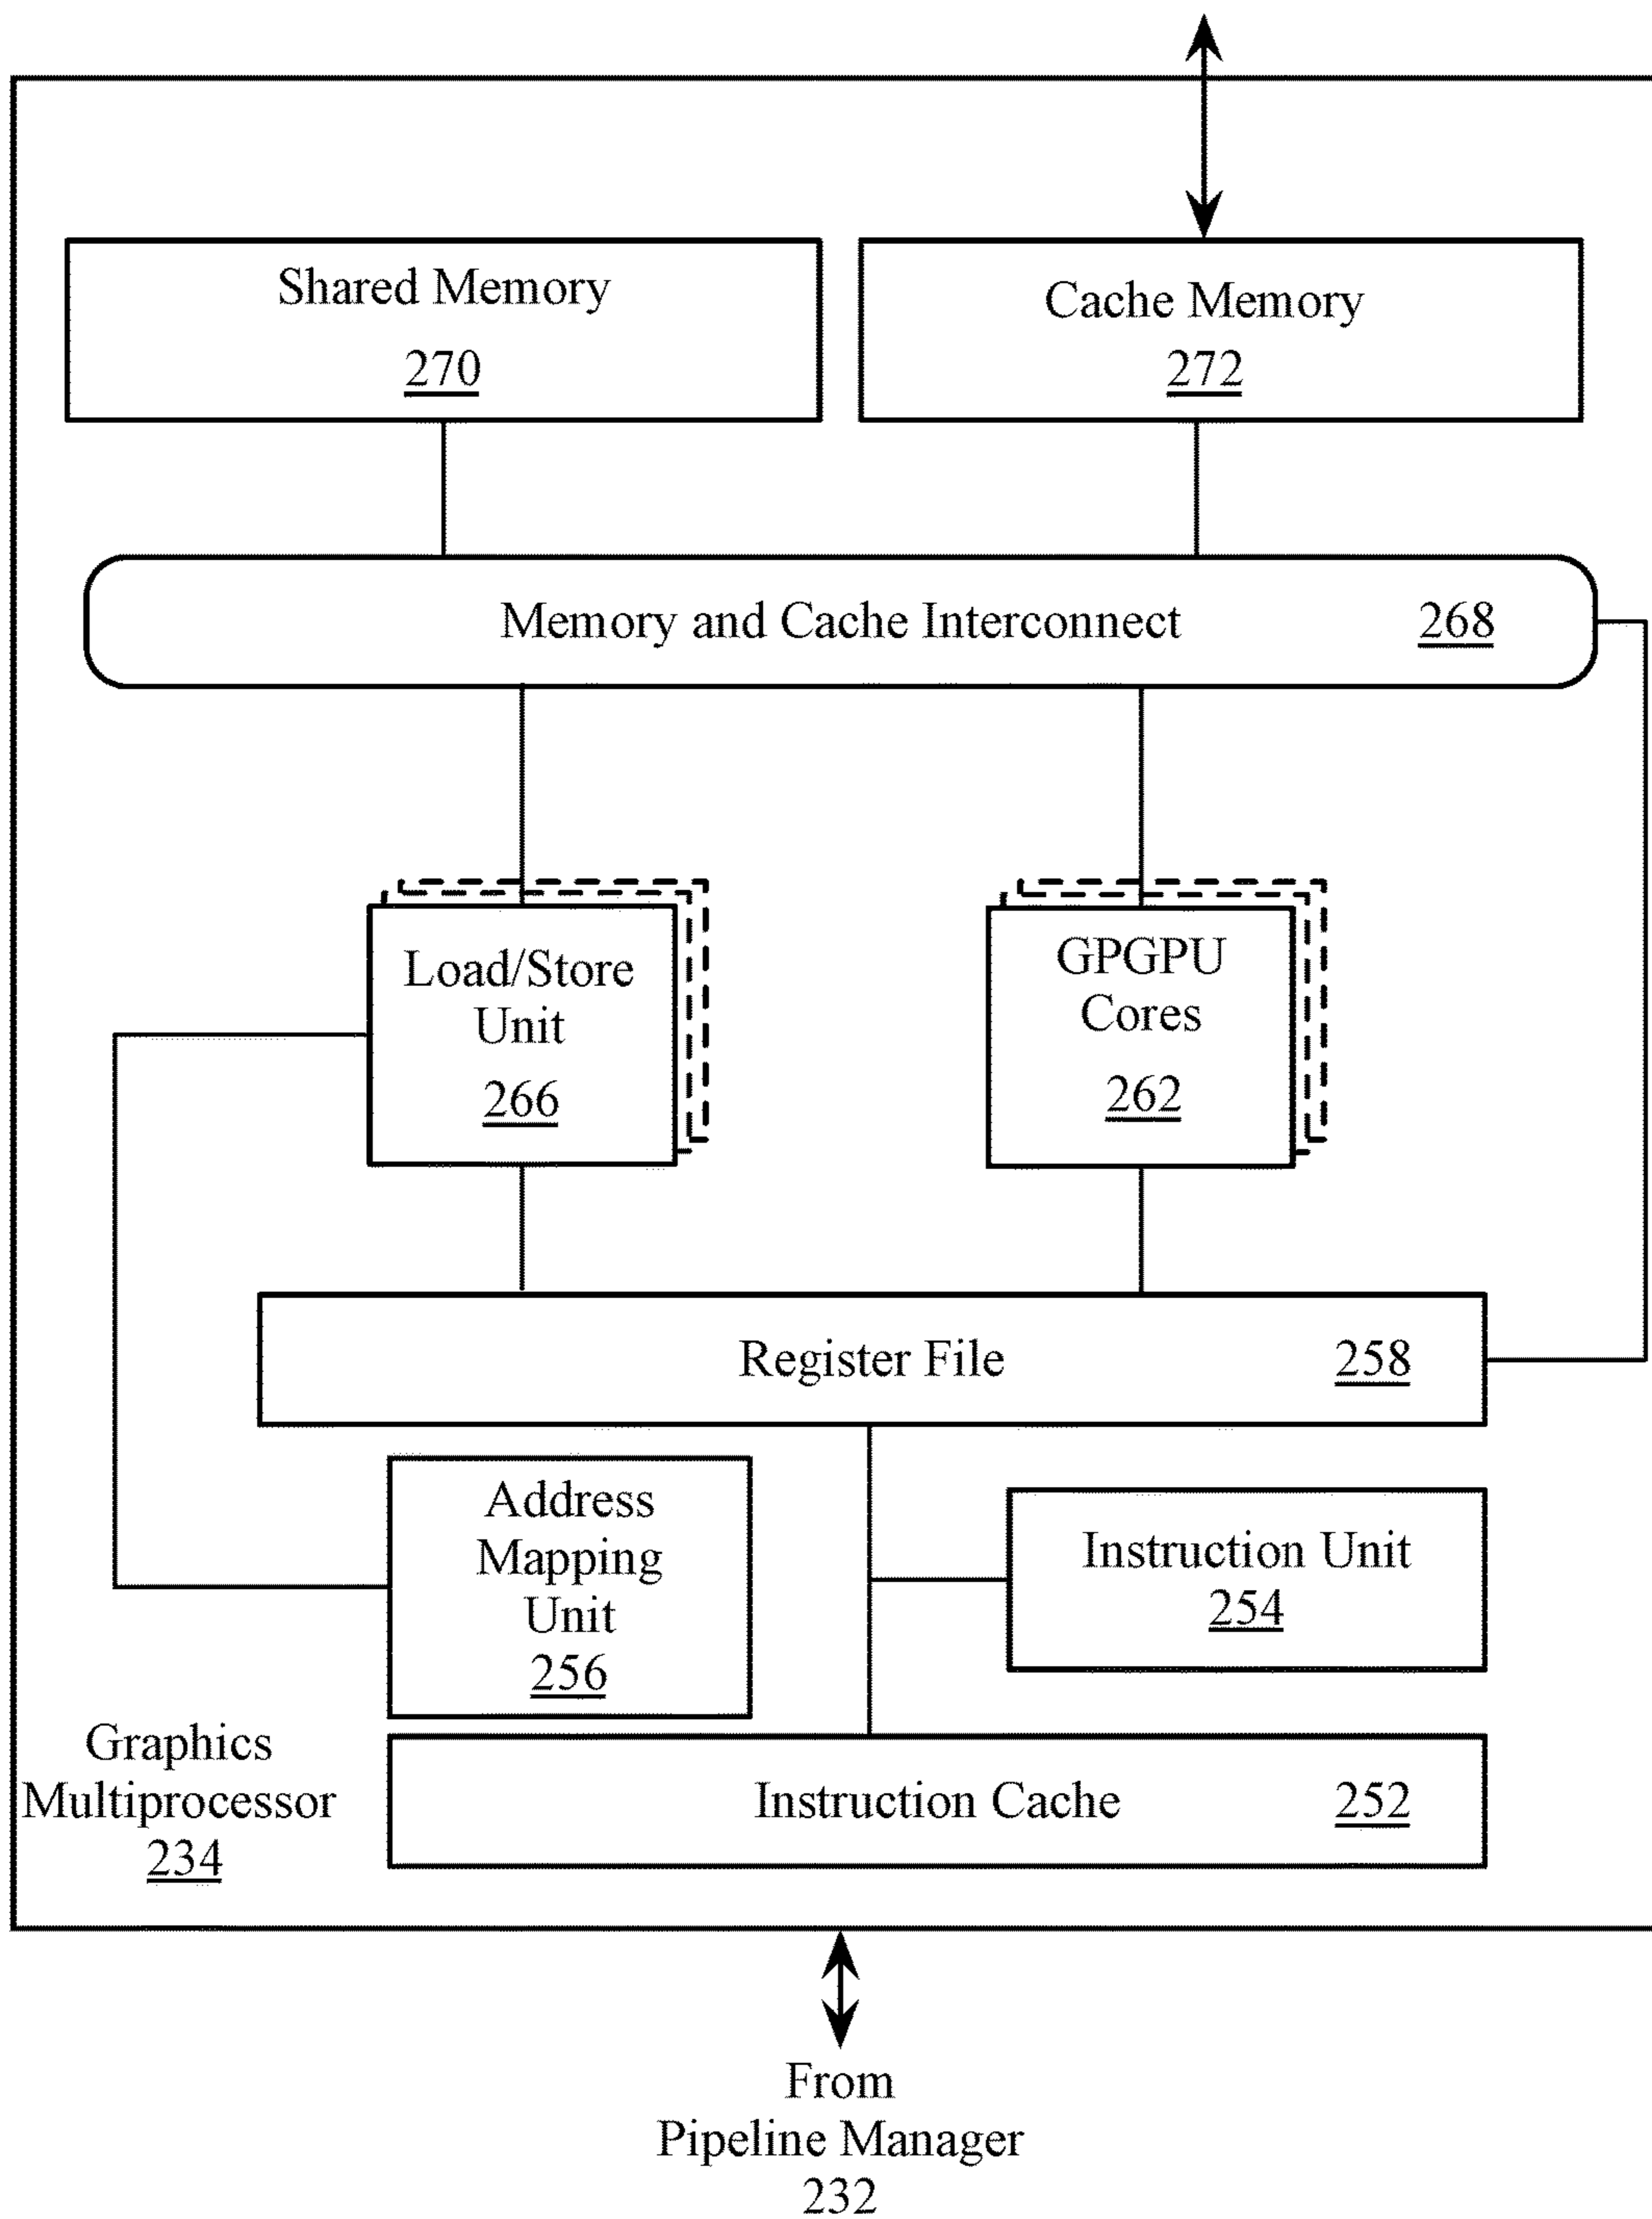 Shared Memory
270
Cache Memory
272
Memory and Cache Interconnect 268
Load/Store
Unit
266
GPGPU
Cores
262
Register File 258
Address
Mapping
Unit
256
Instruction Unit
254
Graphics
Multiprocessor
234
Instruction Cache 252
From
Pipeline Manager
232